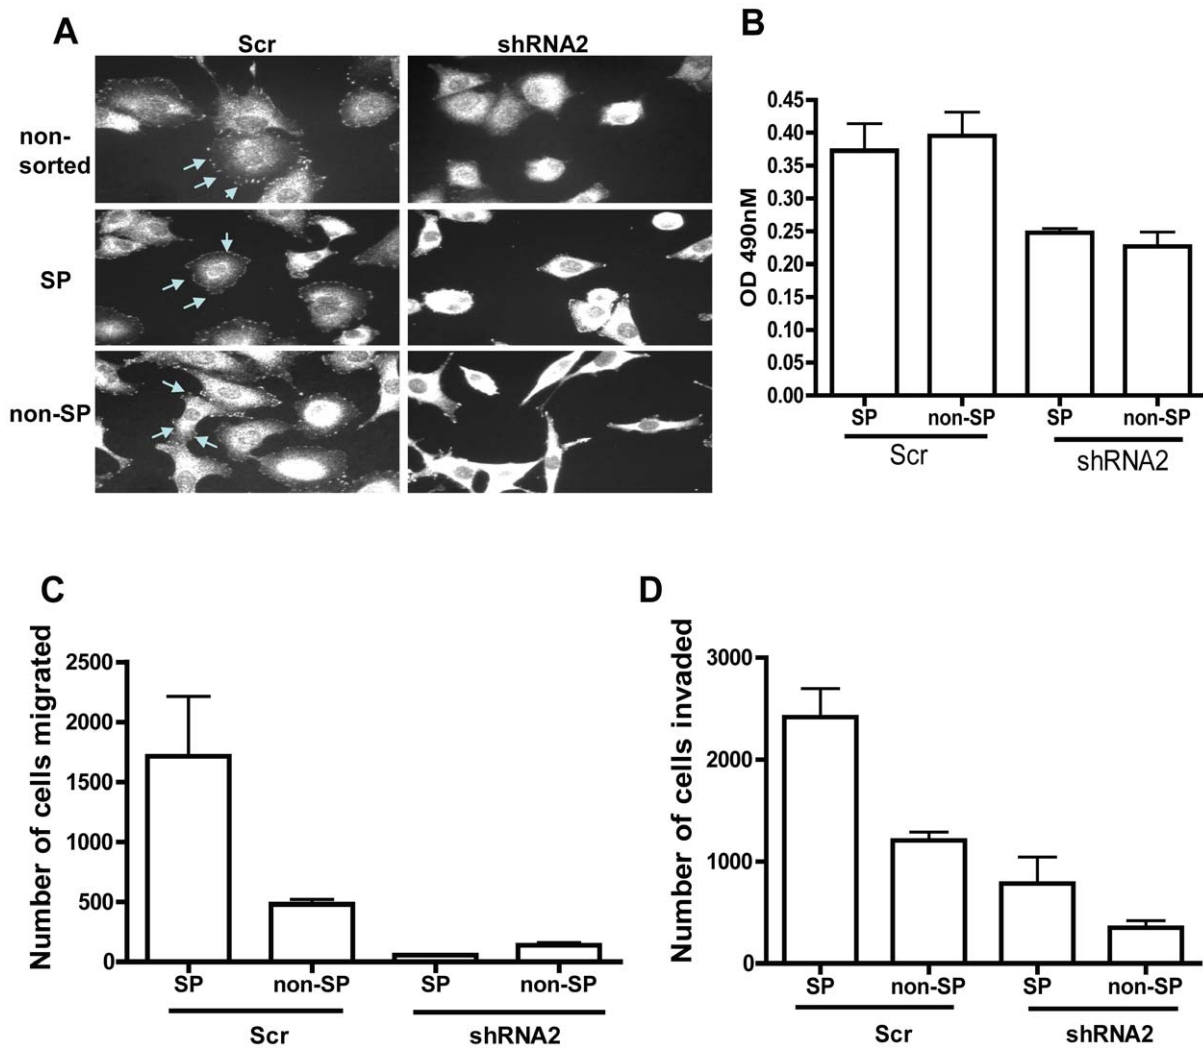 A
Scr
shRNA2
non-
sorted
SP
non-SP
B
OD 490nM
0.45
0.40
0.35
0.30
0.25
0.20
0.15
0.10
0.05
0.00
SP
non-SP
SP
non-SP
Scr
shRNA2
C
Number of cells migrated
2500
2000
1500
1000
500
0
SP
non-SP
SP
non-SP
Scr
shRNA2
D
Number of cells invaded
3000
2000
1000
0
SP
non-SP
SP
non-SP
Scr
shRNA2